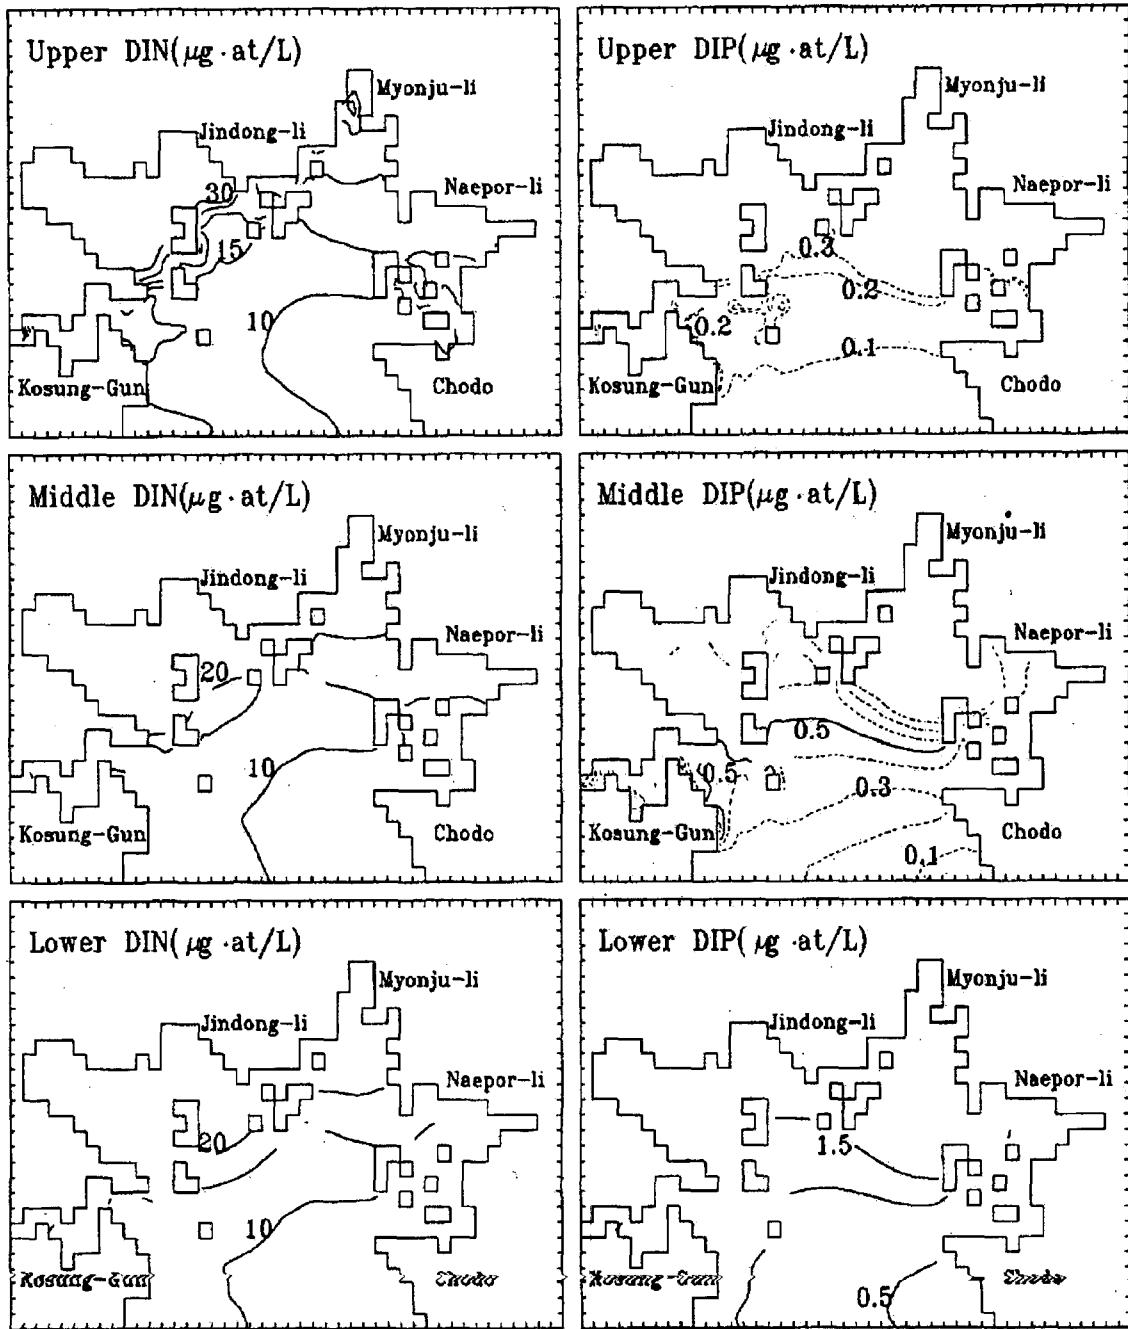 Upper DIN(μg·at/L)
Myonju-li
Jindong-li
Naepor-li
30
15
10
Kosung-Gun
Chodo
Upper DIP(μg·at/L)
Myonju-li
Jindong-li
Naepor-li
0.3
0.2
0.2
0.1
Kosung-Gun
Chodo
Middle DIN(μg·at/L)
Myonju-li
Jindong-li
Naepor-li
20
10
Kosung-Gun
Chodo
Middle DIP(μg·at/L)
Myonju-li
Jindong-li
Naepor-li
0.5
0.5
0.3
Kosung-Gun
Chodo
0.1
Lower DIN(μg·at/L)
Myonju-li
Jindong-li
Naepor-li
20
10
Kosung-Gun
Chodo
Lower DIP(μg·at/L)
Myonju-li
Jindong-li
Naepor-li
1.5
Kosung-Gun
Chodo
0.5